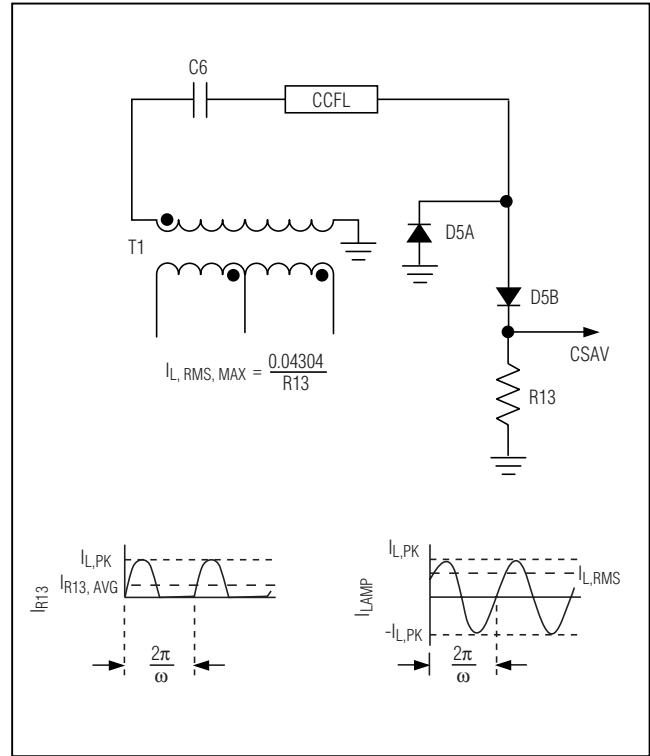 C6
CCFL
T1
D5A
D5B
CSAV
I_L, RMS, MAX = 0.04304 / R13
R13
I_L,PK
I_R13, AVG
I_R13
2π / ω
I_L,PK
I_L,RMS
I_LAMP
-I_L,PK
2π / ω